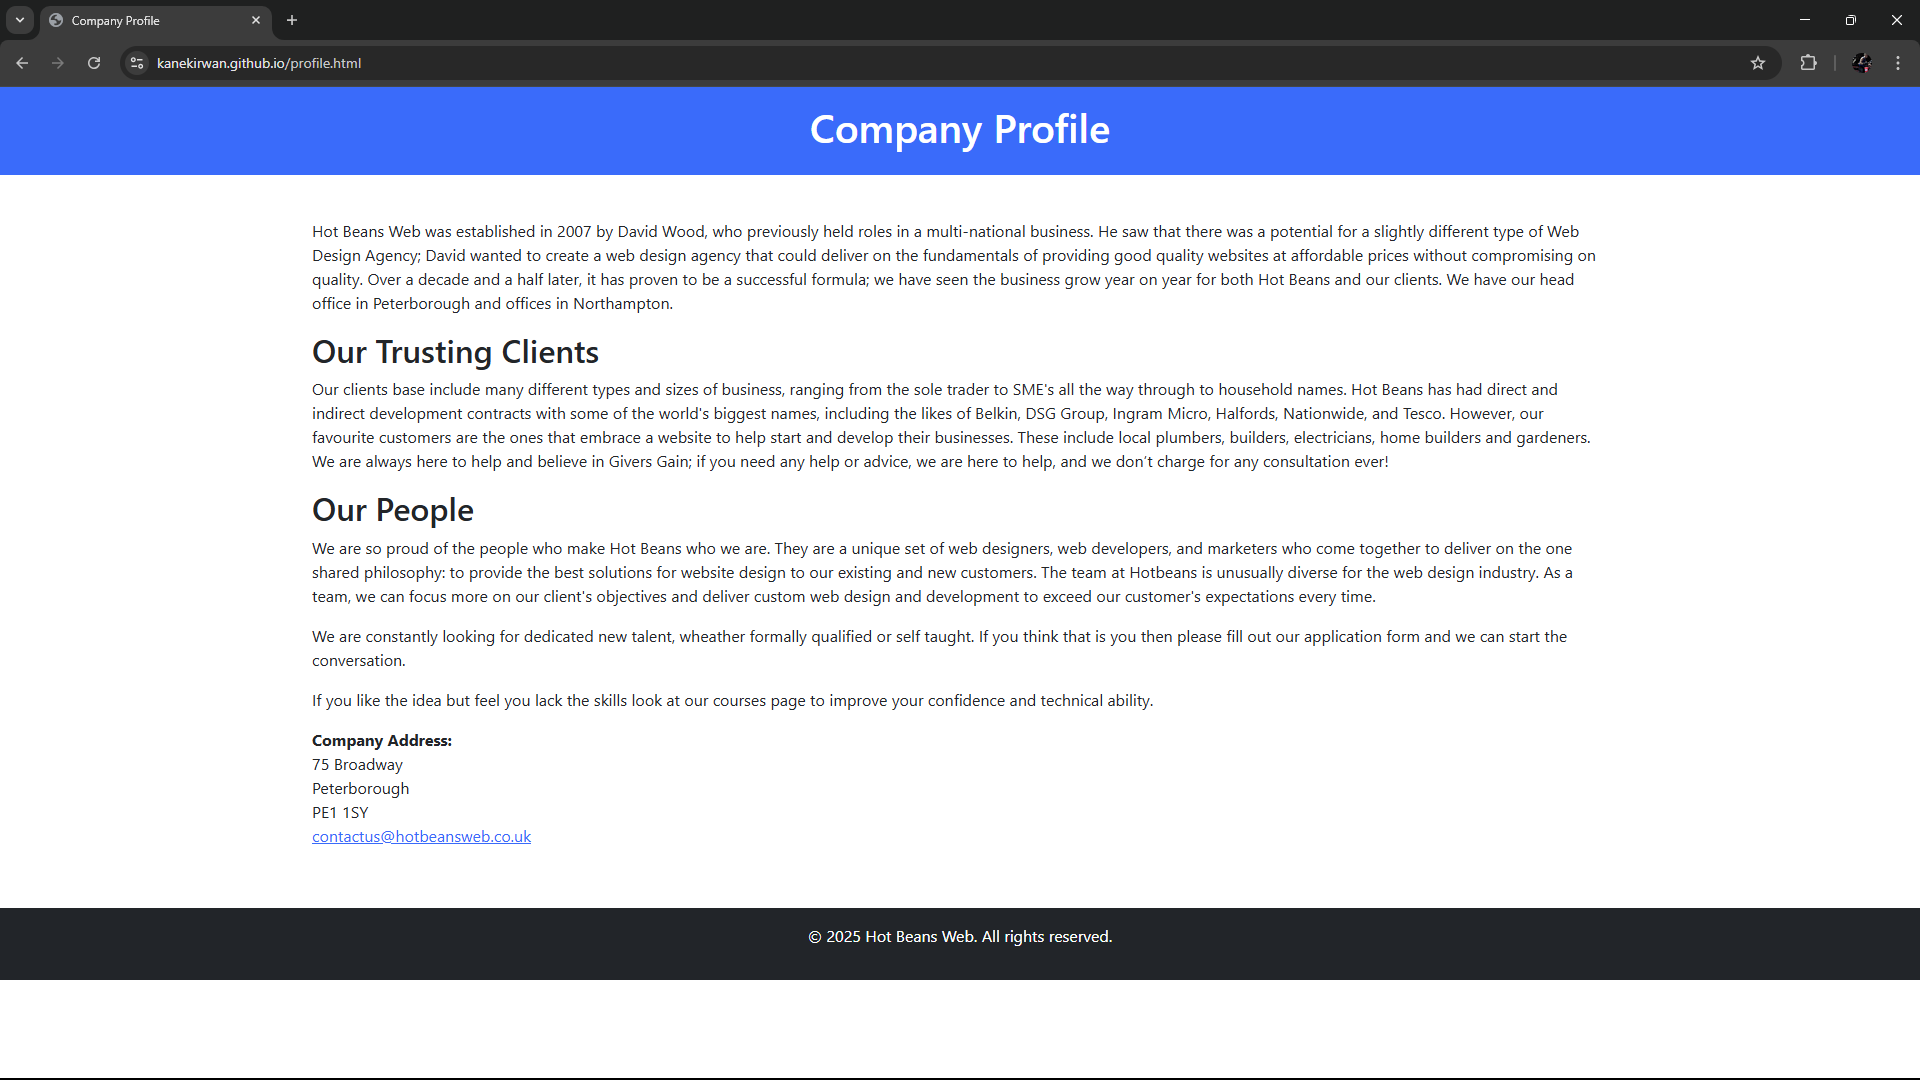 Company Profile
kanekirwan.github.io/profile.html
Company Profile
Hot Beans Web was established in 2007 by David Wood, who previously held roles in a multi-national business. He saw that there was a potential for a slightly different type of Web
Design Agency; David wanted to create a web design agency that could deliver on the fundamentals of providing good quality websites at affordable prices without compromising on
quality. Over a decade and a half later, it has proven to be a successful formula; we have seen the business grow year on year for both Hot Beans and our clients. We have our head
office in Peterborough and offices in Northampton.
Our Trusting Clients
Our clients base include many different types and sizes of business, ranging from the sole trader to SME's all the way through to household names. Hot Beans has had direct and
indirect development contracts with some of the world's biggest names, including the likes of Belkin, DSG Group, Ingram Micro, Halfords, Nationwide, and Tesco. However, our
favourite customers are the ones that embrace a website to help start and develop their businesses. These include local plumbers, builders, electricians, home builders and gardeners.
We are always here to help and believe in Givers Gain; if you need any help or advice, we are here to help, and we don’t charge for any consultation ever!
Our People
We are so proud of the people who make Hot Beans who we are. They are a unique set of web designers, web developers, and marketers who come together to deliver on the one
shared philosophy: to provide the best solutions for website design to our existing and new customers. The team at Hotbeans is unusually diverse for the web design industry. As a
team, we can focus more on our client's objectives and deliver custom web design and development to exceed our customer's expectations every time.
We are constantly looking for dedicated new talent, wheather formally qualified or self taught. If you think that is you then please fill out our application form and we can start the
conversation.
If you like the idea but feel you lack the skills look at our courses page to improve your confidence and technical ability.
Company Address:
75 Broadway
Peterborough
PE1 1SY
contactus@hotbeansweb.co.uk
© 2025 Hot Beans Web. All rights reserved.